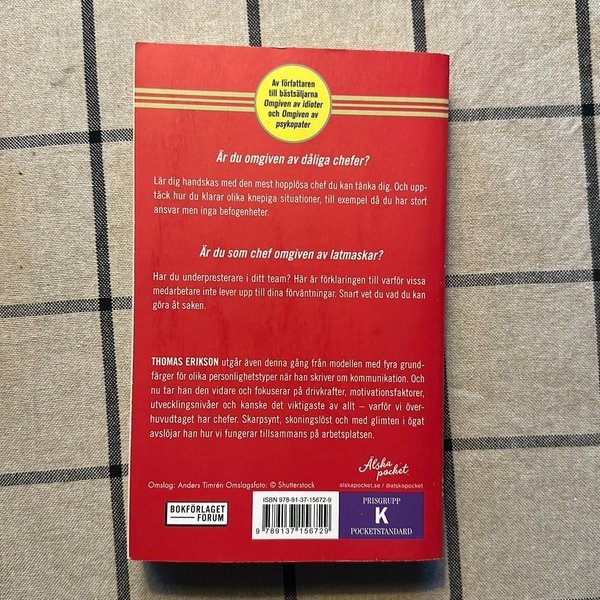 Av författaren
till bästsäljarna
Omgiven av idioter
och Omgiven av
psykopater
Är du omgiven av dåliga chefer?
Lär dig handskas med den mest hopplösa chef du kan tänka dig. Och upp-
täck hur du klarar olika knepiga situationer, till exempel då du har stort
ansvar men inga befogenheter.
Är du som chef omgiven av latmaskar?
Har du underpresterare i ditt team? Här är förklaringen till varför vissa
medarbetare inte lever upp till dina förväntningar. Snart vet du vad du kan
göra åt saken.
THOMAS ERIKSON utgår även denna gång från modellen med fyra grund-
färger för olika personlighetstyper när han skriver om kommunikation. Och
nu tar han den vidare och fokuserar på drivkrafter, motivationsfaktorer,
utvecklingsnivåer och kanske det viktigaste av allt – varför vi över-
huvudtaget har chefer. Skarpsynt, skoningslöst och med glimten i ögat
avslöjar han hur vi fungerar tillsammans på arbetsplatsen.
Älska
pocket
Omslag: Anders Timrén Omslagsfoto: © Shutterstock
alskapocket.se / @alskapocket
BOKFÖRLAGET
FORUM
ISBN 978-91-37-15672-9
9 789137 156729
PRISGRUPP
K
POCKETSTANDARD